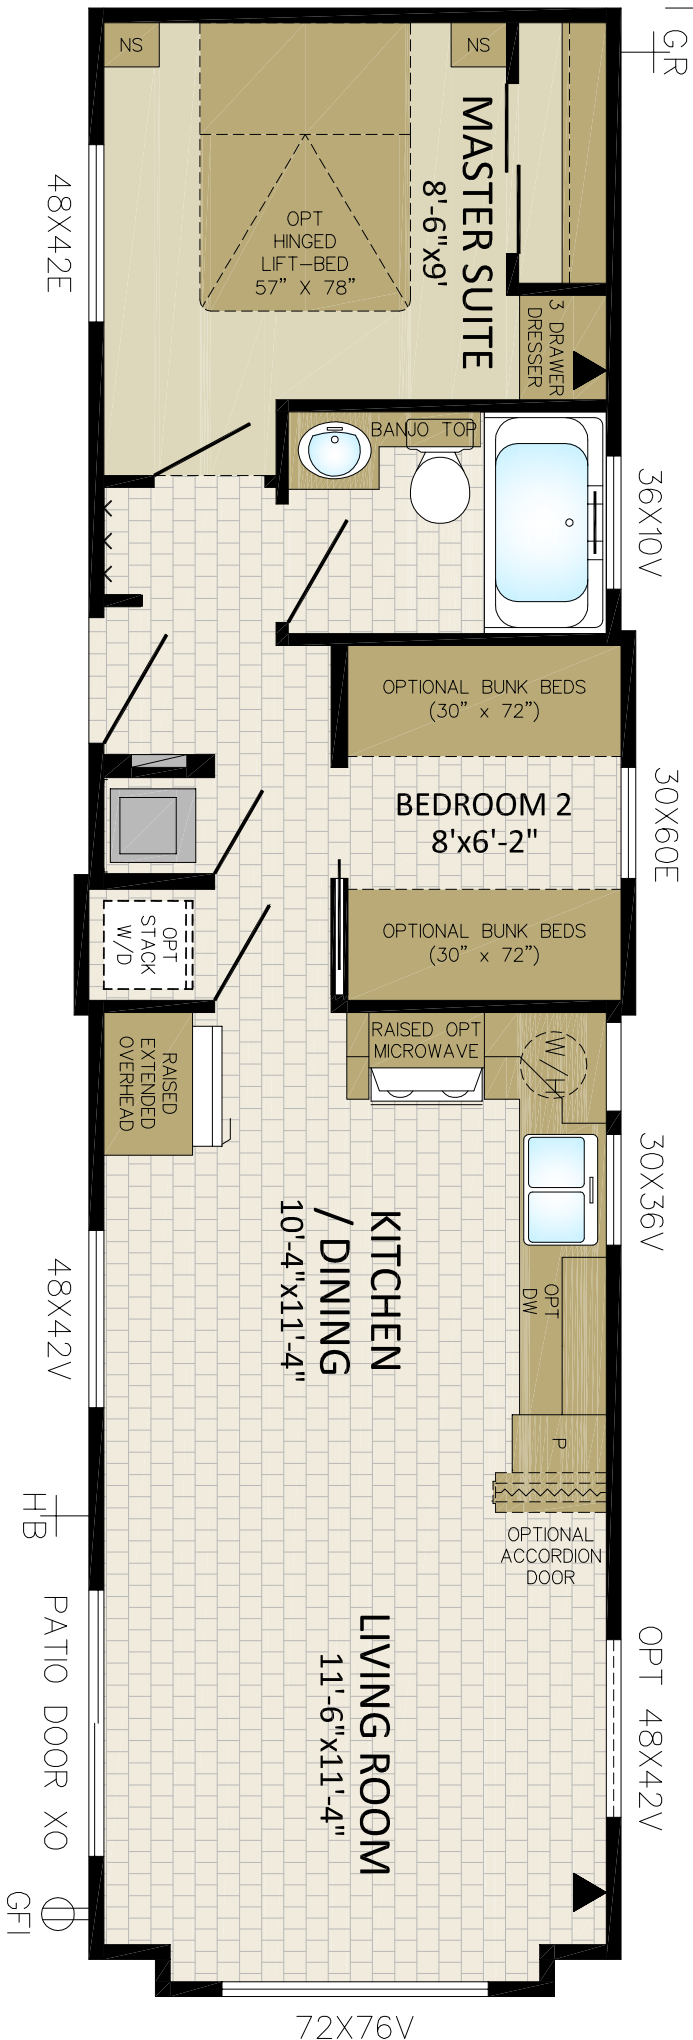 GFI
GR
NS
NS
MASTER SUITE
8'-6"x9'
OPT
HINGED
LIFT-BED
57" X 78"
48X42E
3 DRAWER
DRESSER
BANJO TOP
36X10V
OPTIONAL BUNK BEDS
(30" x 72")
BEDROOM 2
8'x6'-2"
30X60E
OPTIONAL BUNK BEDS
(30" x 72")
OPT
STACK
W/D
RAISED
EXTENDED
OVERHEAD
RAISED OPT
MICROWAVE
W/H
30X36V
KITCHEN
/ DINING
10'-4"x11'-4"
OPT
DW
48X42V
P
HB
OPTIONAL
ACCORDION
DOOR
PATIO DOOR XO
LIVING ROOM
11'-6"x11'-4"
OPT 48X42V
72X76V